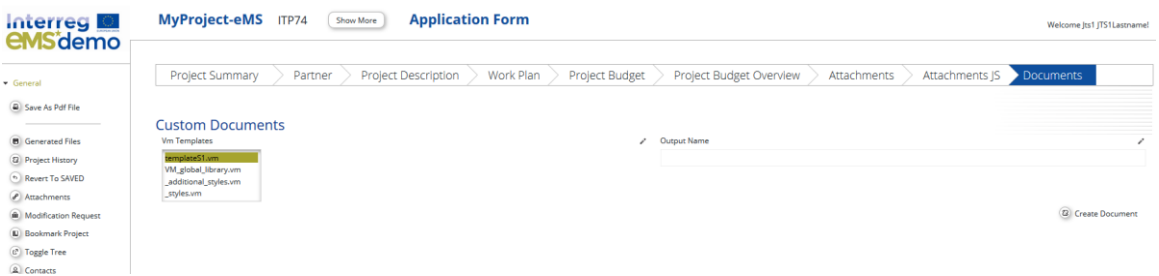 Interreg
eMS demo
MyProject-eMS ITP74 Show More Application Form
Welcome Jts1 JTS1Lastname!
Project Summary Partner Project Description Work Plan Project Budget Project Budget Overview Attachments Attachments JS Documents
General
Save As Pdf File
Generated Files
Project History
Revert To SAVED
Attachments
Modification Request
Bookmark Project
Toggle Tree
Contacts
Custom Documents
Vm Templates
templateS1.vm
VM_global_library.vm
_additional_styles.vm
_styles.vm
Output Name
Create Document